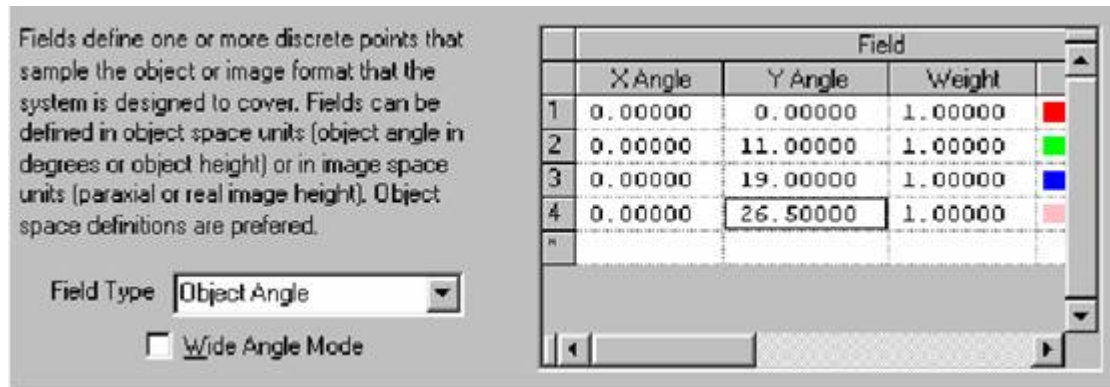 Fields define one or more discrete points that
sample the object or image format that the
system is designed to cover. Fields can be
defined in object space units (object angle in
degrees or object height) or in image space
units (paraxial or real image height). Object
space definitions are prefered.
Field Type Object Angle
Wide Angle Mode
Field
X Angle Y Angle Weight
1 0.00000 0.00000 1.00000
2 0.00000 11.00000 1.00000
3 0.00000 19.00000 1.00000
4 0.00000 26.50000 1.00000